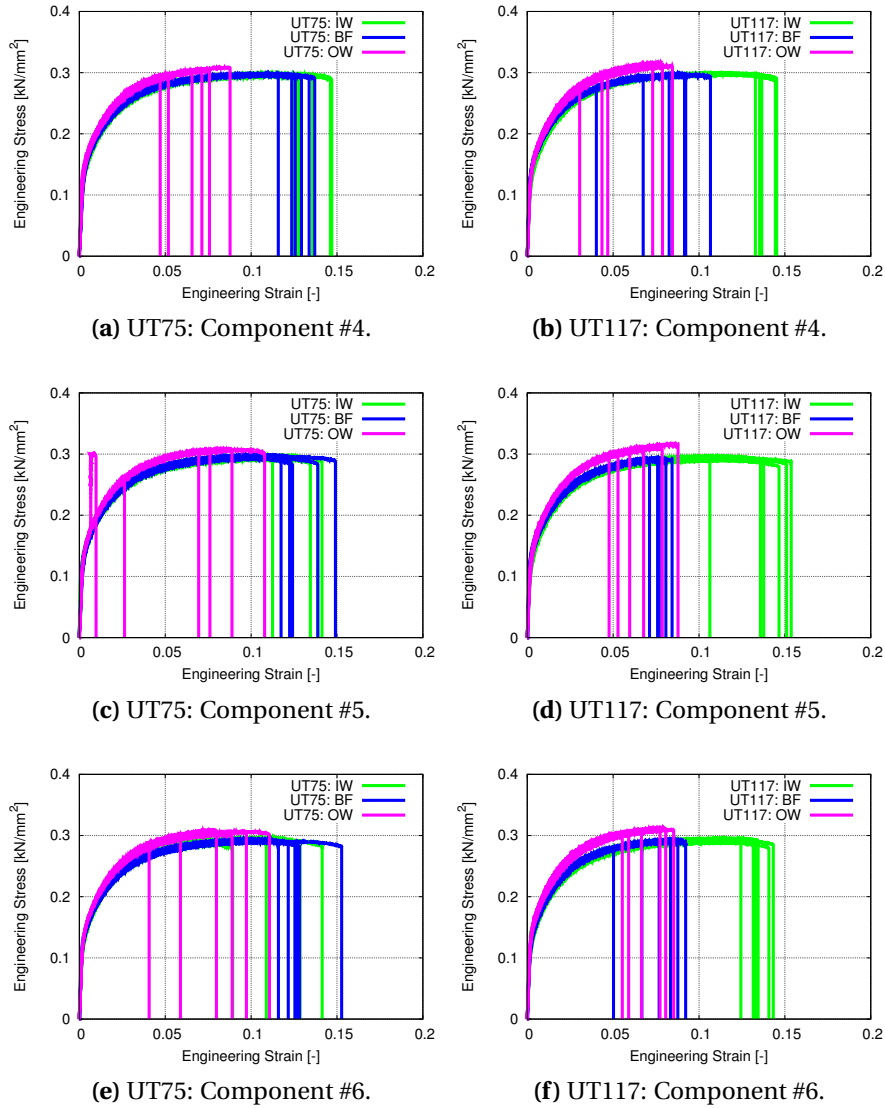 0.4
0.3
0.2
0.1
0
Engineering Stress [kN/mm²]
UT75: IW
UT75: BF
UT75: OW
0 0.05 0.1 0.15 0.2
Engineering Strain [-]
(a) UT75: Component #4.
0.4
0.3
0.2
0.1
0
Engineering Stress [kN/mm²]
UT117: IW
UT117: BF
UT117: OW
0 0.05 0.1 0.15 0.2
Engineering Strain [-]
(b) UT117: Component #4.
0.4
0.3
0.2
0.1
0
Engineering Stress [kN/mm²]
UT75: IW
UT75: BF
UT75: OW
0 0.05 0.1 0.15 0.2
Engineering Strain [-]
(c) UT75: Component #5.
0.4
0.3
0.2
0.1
0
Engineering Stress [kN/mm²]
UT117: IW
UT117: BF
UT117: OW
0 0.05 0.1 0.15 0.2
Engineering Strain [-]
(d) UT117: Component #5.
0.4
0.3
0.2
0.1
0
Engineering Stress [kN/mm²]
UT75: IW
UT75: BF
UT75: OW
0 0.05 0.1 0.15 0.2
Engineering Strain [-]
(e) UT75: Component #6.
0.4
0.3
0.2
0.1
0
Engineering Stress [kN/mm²]
UT117: IW
UT117: BF
UT117: OW
0 0.05 0.1 0.15 0.2
Engineering Strain [-]
(f) UT117: Component #6.